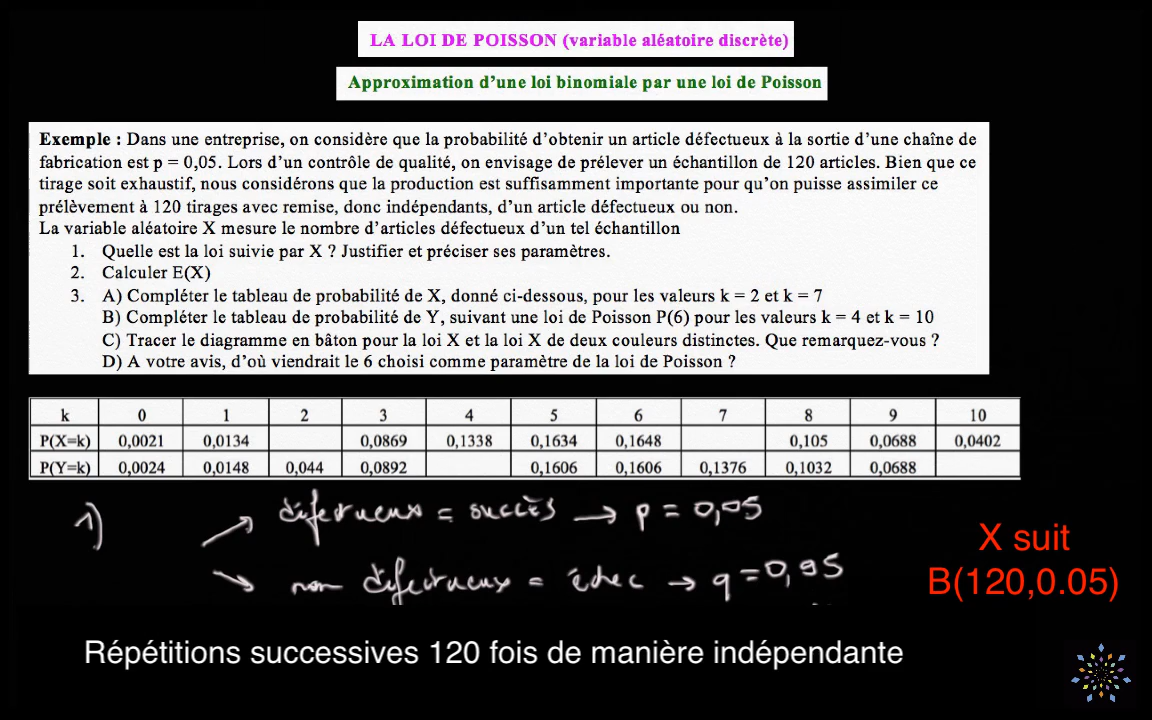 LA LOI DE POISSON (variable aléatoire discrète)
Approximation d'une loi binomiale par une loi de Poisson
Exemple : Dans une entreprise, on considère que la probabilité d'obtenir un article défectueux à la sortie d'une chaîne de
fabrication est p = 0,05. Lors d'un contrôle de qualité, on envisage de prélever un échantillon de 120 articles. Bien que ce
tirage soit exhaustif, nous considérons que la production est suffisamment importante pour qu'on puisse assimiler ce
prélèvement à 120 tirages avec remise, donc indépendants, d'un article défectueux ou non.
La variable aléatoire X mesure le nombre d'articles défectueux d'un tel échantillon
1. Quelle est la loi suivie par X ? Justifier et préciser ses paramètres.
2. Calculer E(X)
3. A) Compléter le tableau de probabilité de X, donné ci-dessous, pour les valeurs k = 2 et k = 7
B) Compléter le tableau de probabilité de Y, suivant une loi de Poisson P(6) pour les valeurs k = 4 et k = 10
C) Tracer le diagramme en bâton pour la loi X et la loi X de deux couleurs distinctes. Que remarquez-vous ?
D) A votre avis, d'où viendrait le 6 choisi comme paramètre de la loi de Poisson ?
k 0 1 2 3 4 5 6 7 8 9 10
P(X=k) 0,0021 0,0134 0,0869 0,1338 0,1634 0,1648 0,105 0,0688 0,0402
P(Y=k) 0,0024 0,0148 0,044 0,0892 0,1606 0,1606 0,1376 0,1032 0,0688
1) défectueux = succès → p = 0,05
non défectueux = échec → q = 0,95
X suit
B(120,0.05)
Répétitions successives 120 fois de manière indépendante